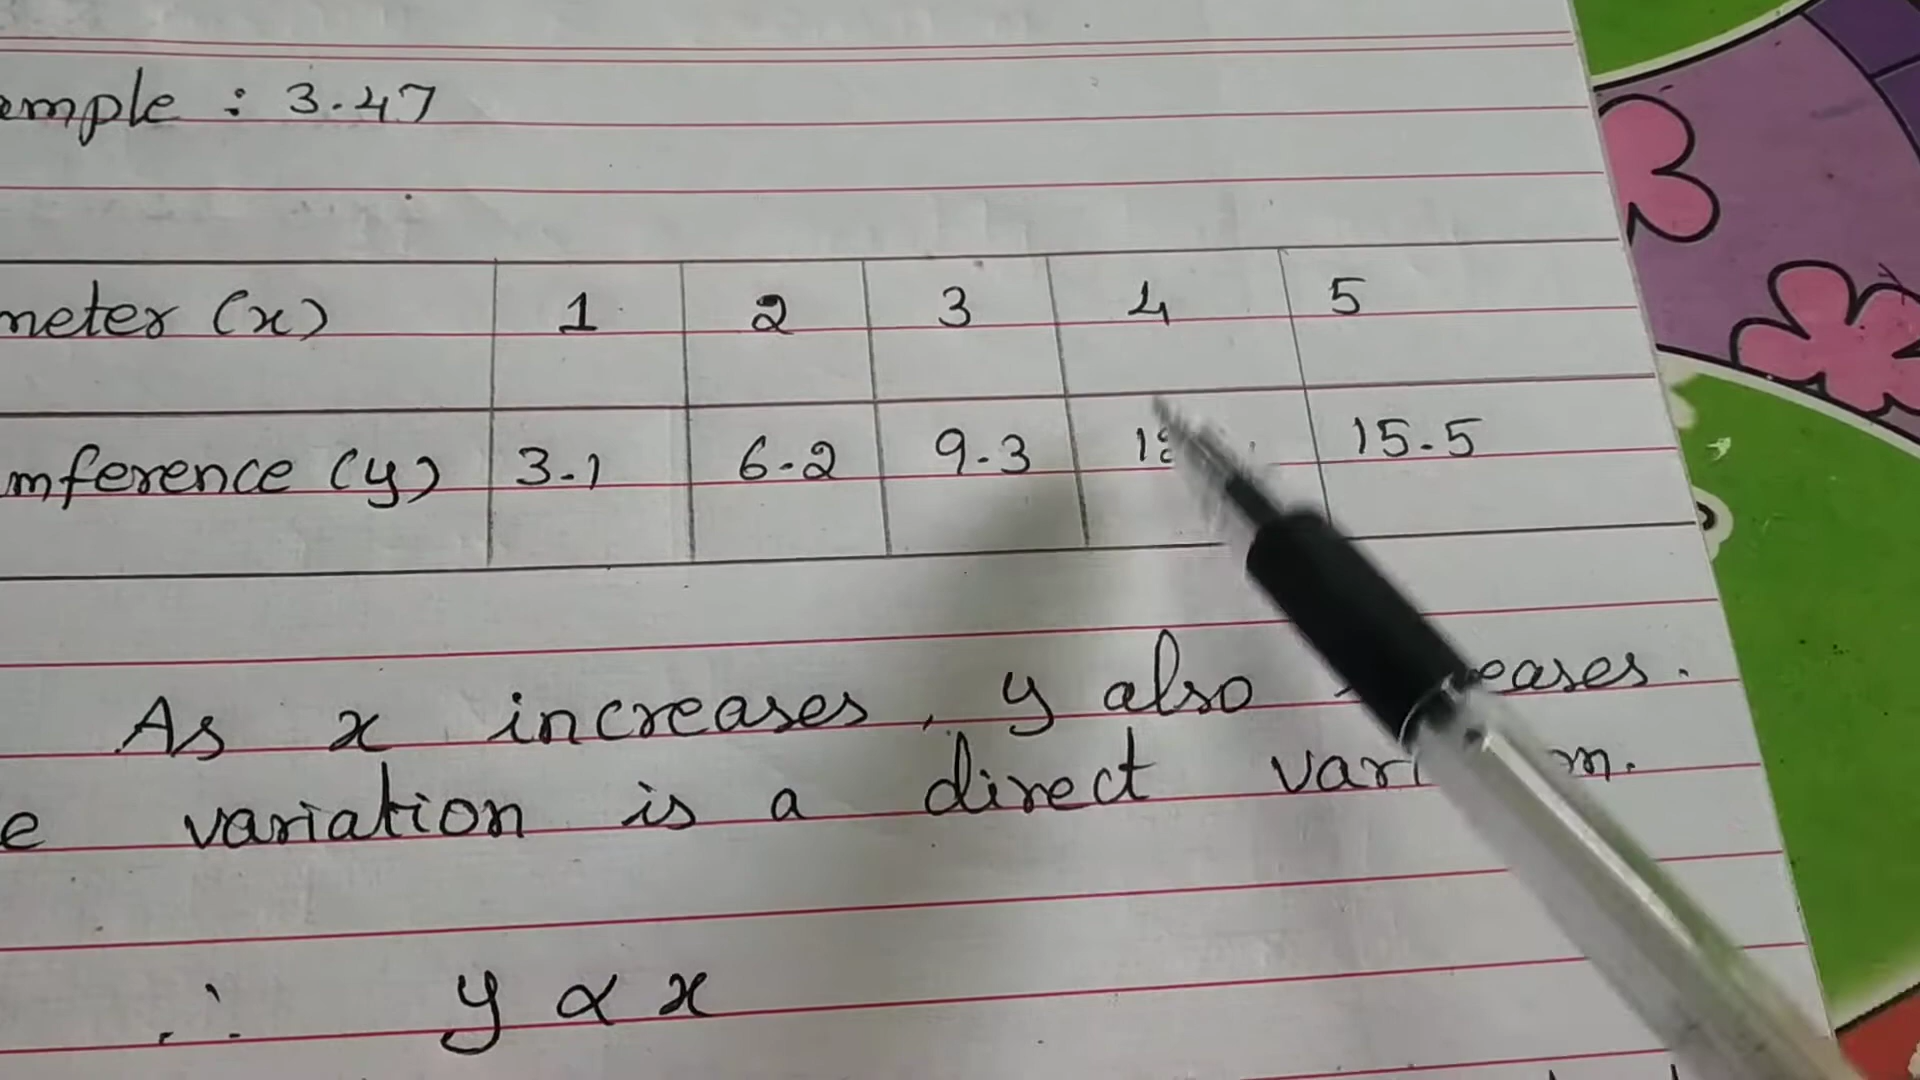 ample : 3.47
meter (x) 1 2 3 4 5
mference (y) 3.1 6.2 9.3 15.5
As x increases, y also
e variation is a direct
∴ y ∝ x